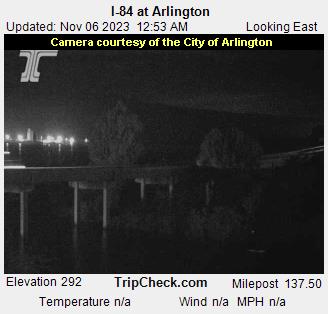 I-84 at Arlington
Updated: Nov 06 2023 12:53 AM Looking East
Camera courtesy of the City of Arlington
Elevation 292 TripCheck.com Milepost 137.50
Temperature n/a Wind n/a MPH n/a